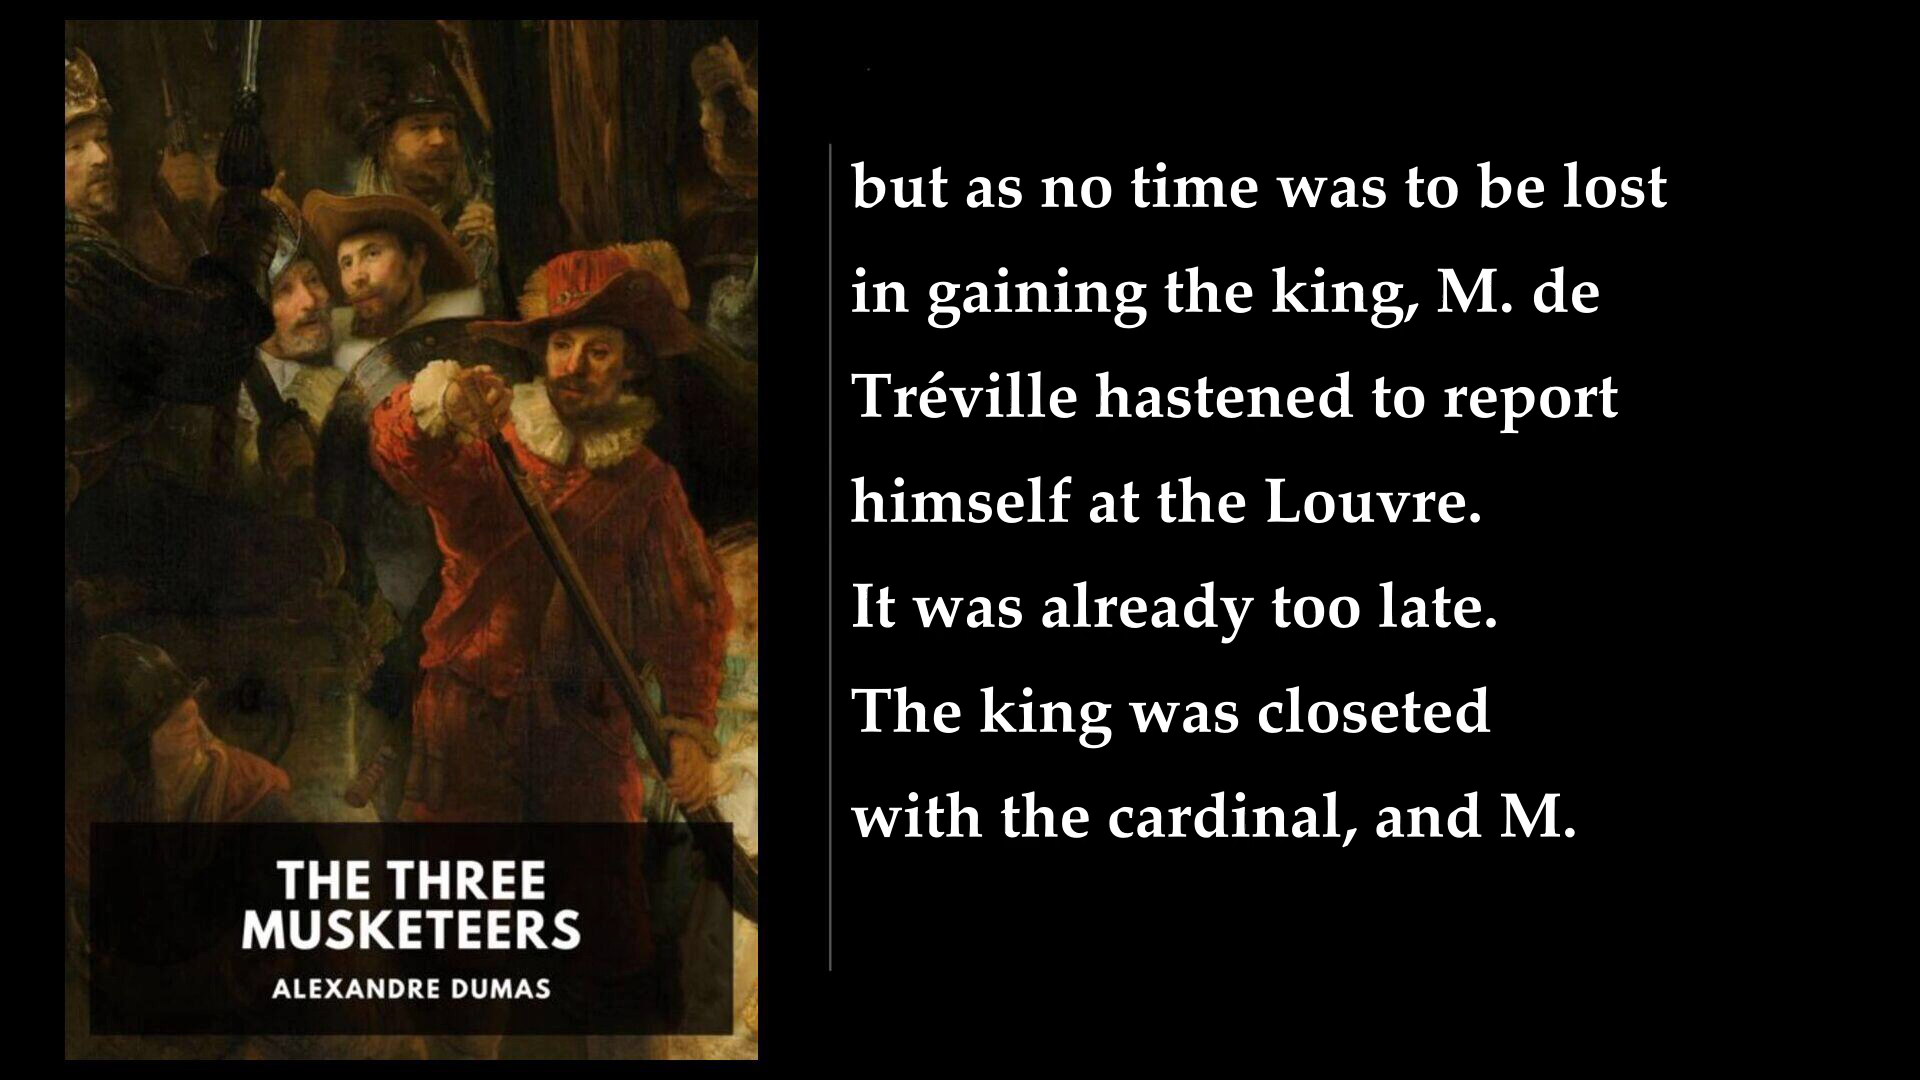 but as no time was to be lost
in gaining the king, M. de
Tréville hastened to report
himself at the Louvre.
It was already too late.
The king was closeted
with the cardinal, and M.
THE THREE
MUSKETEERS
ALEXANDRE DUMAS